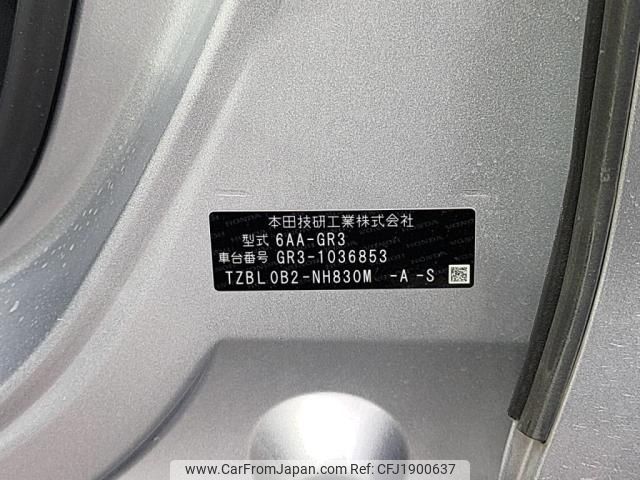 本田技研工業株式会社
型式 6AA-GR3
車台番号 GR3-1036853
TZBL0B2-NH830M -A -S
www.CarFromJapan.com | Ref No: CFJ1900637